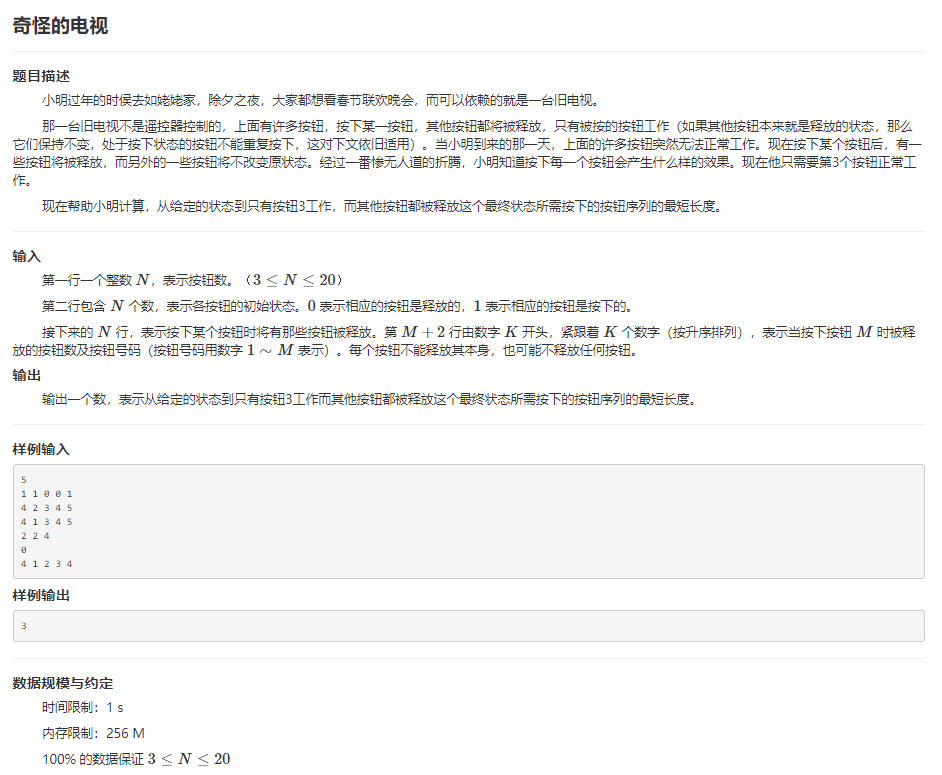 奇怪的电视
题目描述
小明过年的时候去如姥姥家，除夕之夜，大家都想看春节联欢晚会，而可以依赖的就是一台旧电视。
那一台旧电视不是遥控器控制的，上面有许多按钮，按下某一按钮，其他按钮都将被释放，只有被按的按钮工作（如果其他按钮本来就是释放的状态，那么
它们保持不变，处于按下状态的按钮不能重复按下，这对下文依旧适用）。当小明到来的那一天，上面的许多按钮突然无法正常工作。现在按下某个按钮后，有一
些按钮将被释放，而另外的一些按钮将不改变原状态。经过一番惨无人道的折腾，小明知道按下每一个按钮会产生什么样的效果。现在他只需要第3个按钮正常工
作。
现在帮助小明计算，从给定的状态到只有按钮3工作，而其他按钮都被释放这个最终状态所需按下的按钮序列的最短长度。
输入
第一行一个整数 N，表示按钮数。（3 ≤ N ≤ 20）
第二行包含 N 个数，表示各按钮的初始状态。0 表示相应的按钮是释放的，1 表示相应的按钮是按下的。
接下来的 N 行，表示按下某个按钮时将有那些按钮被释放。第 M + 2 行由数字 K 开头，紧跟着 K 个数字（按升序排列），表示当按下按钮 M 时被释
放的按钮数及按钮号码（按钮号码用数字 1 ∼ M 表示）。每个按钮不能释放其本身，也可能不释放任何按钮。
输出
输出一个数，表示从给定的状态到只有按钮3工作而其他按钮都被释放这个最终状态所需按下的按钮序列的最短长度。
样例输入
5
1 1 0 0 1
4 2 3 4 5
4 1 3 4 5
2 2 4
0
4 1 2 3 4
样例输出
3
数据规模与约定
时间限制：1 s
内存限制：256 M
100% 的数据保证 3 ≤ N ≤ 20